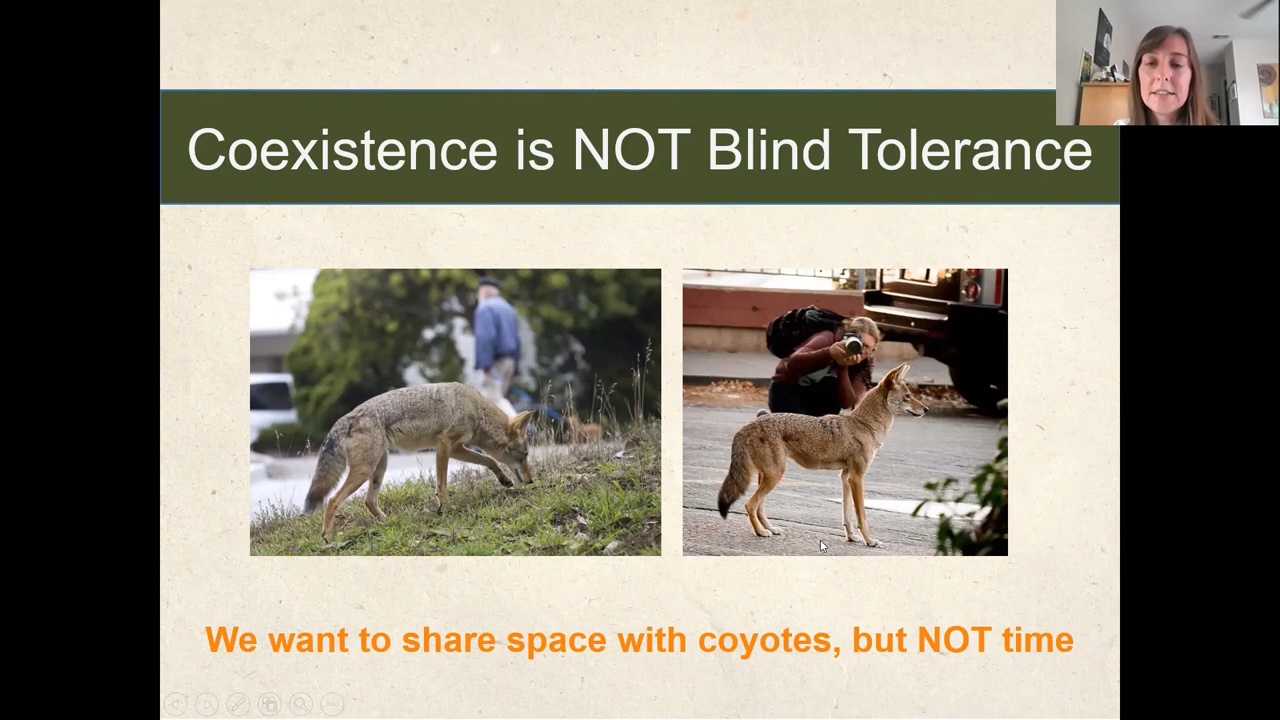 Coexistence is NOT Blind Tolerance
We want to share space with coyotes, but NOT time